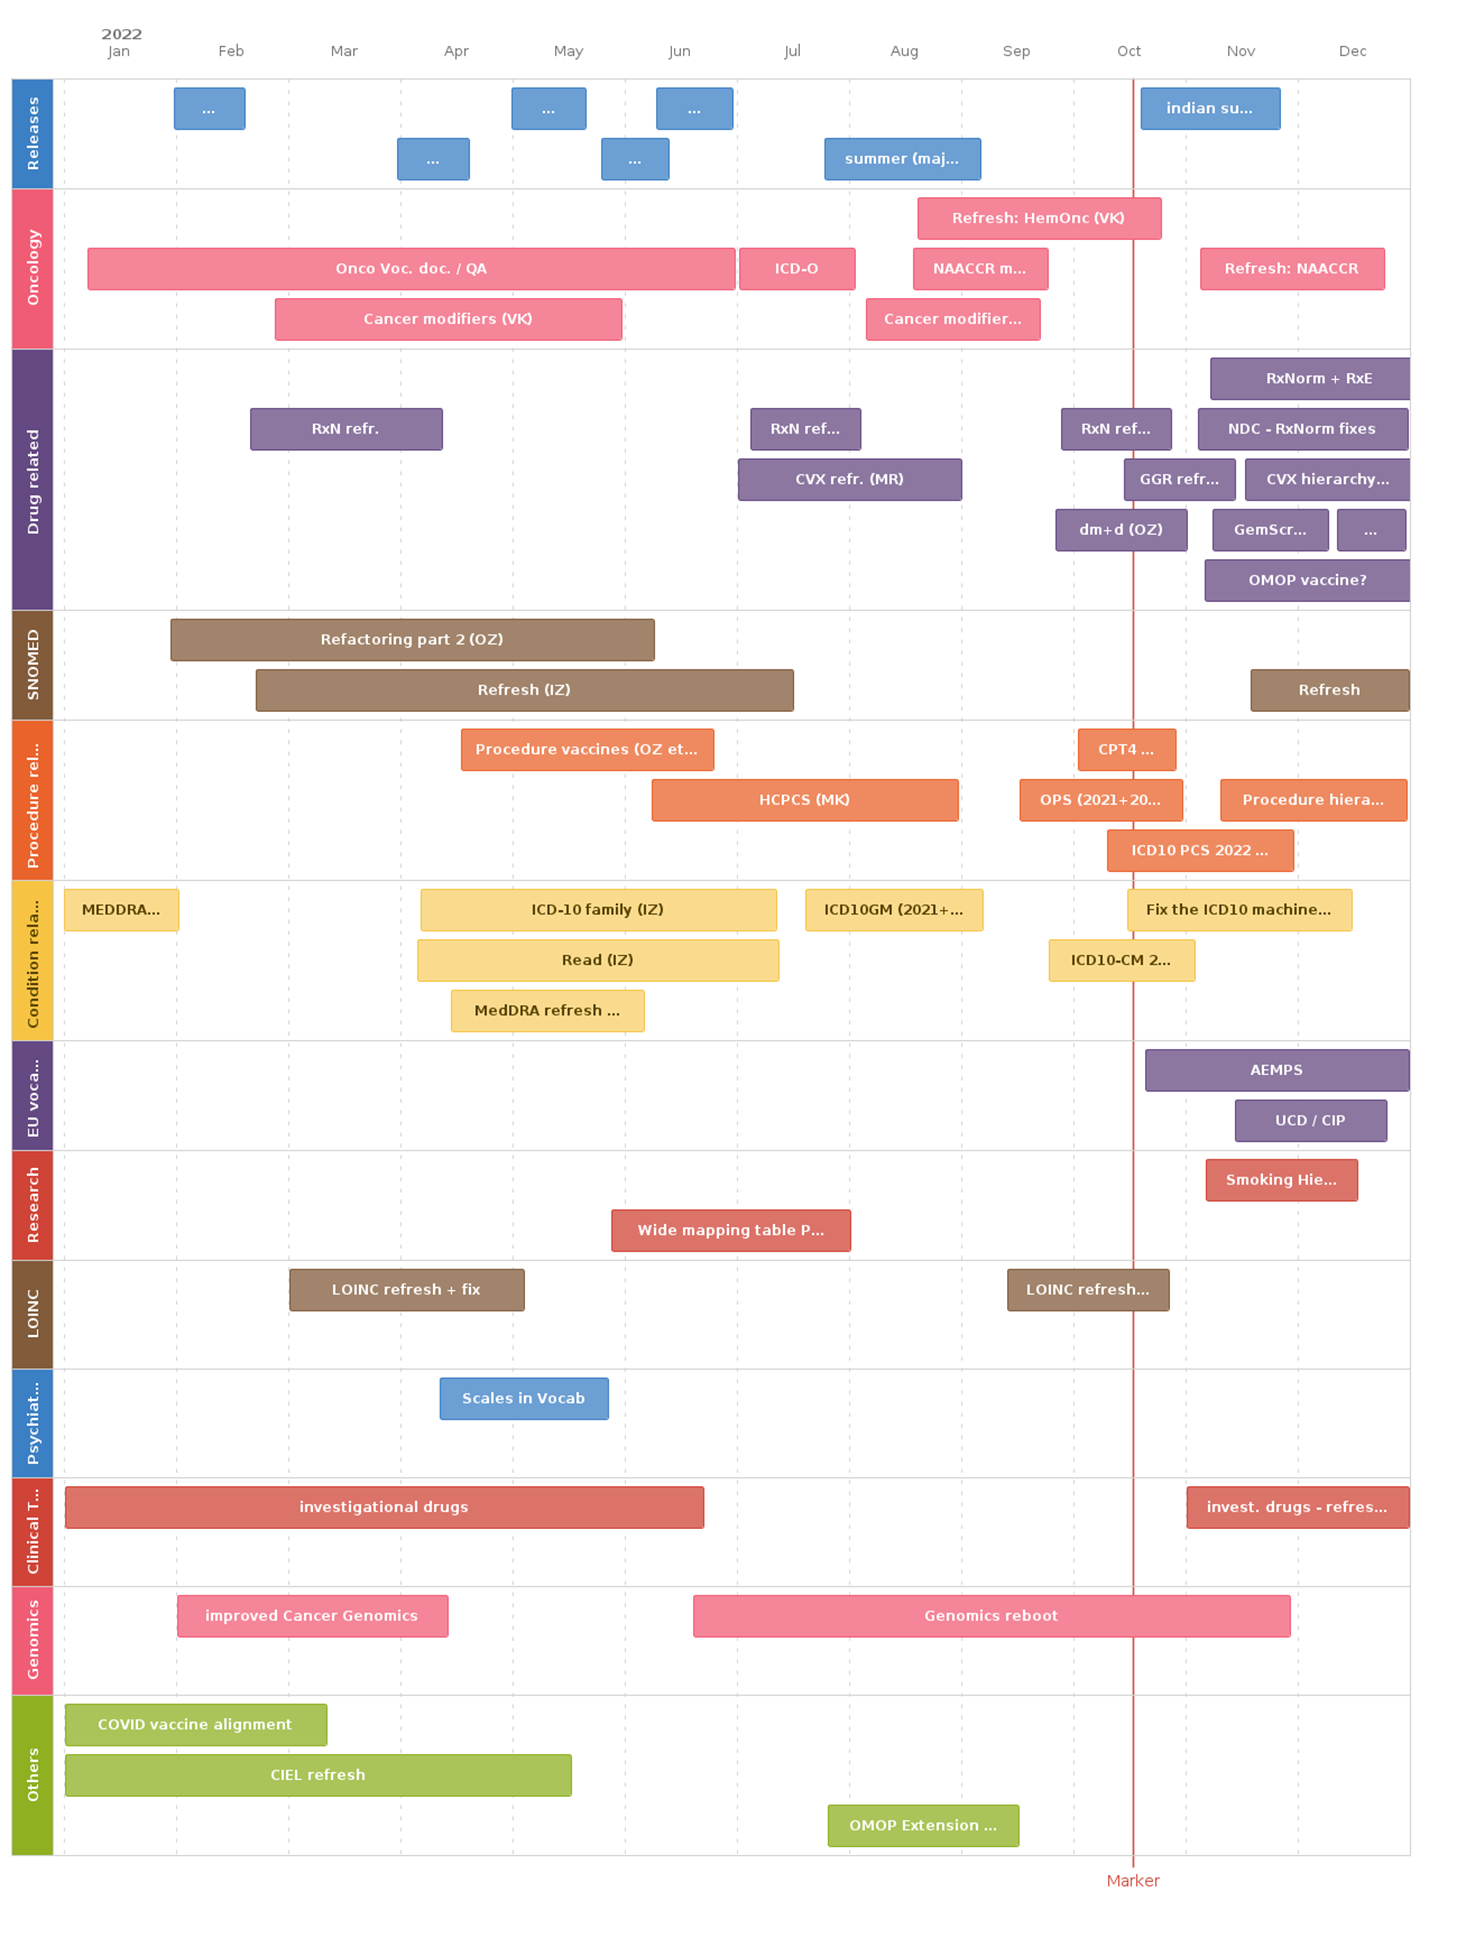 2022
Jan Feb Mar Apr May Jun Jul Aug Sep Oct Nov Dec
Releases
... ... ... indian su...
... ... summer (maj...
Oncology
Refresh: HemOnc (VK)
Onco Voc. doc. / QA ICD-O NAACCR m... Refresh: NAACCR
Cancer modifiers (VK) Cancer modifier...
Drug related
RxNorm + RxE
RxN refr. RxN ref... RxN ref... NDC - RxNorm fixes
CVX refr. (MR) GGR refr... CVX hierarchy...
dm+d (OZ) GemScr... ...
OMOP vaccine?
SNOMED
Refactoring part 2 (OZ)
Refresh (IZ) Refresh
Procedure rel...
Procedure vaccines (OZ et... CPT4 ...
HCPCS (MK) OPS (2021+20... Procedure hiera...
ICD10 PCS 2022 ...
Condition rela...
MEDDRA... ICD-10 family (IZ) ICD10GM (2021+... Fix the ICD10 machine...
Read (IZ) ICD10-CM 2...
MedDRA refresh ...
EU voca...
AEMPS
UCD / CIP
Research
Smoking Hie...
Wide mapping table P...
LOINC
LOINC refresh + fix LOINC refresh...
Psychiat...
Scales in Vocab
Clinical T...
investigational drugs invest. drugs - refres...
Genomics
improved Cancer Genomics Genomics reboot
Others
COVID vaccine alignment
CIEL refresh
OMOP Extension ...
Marker